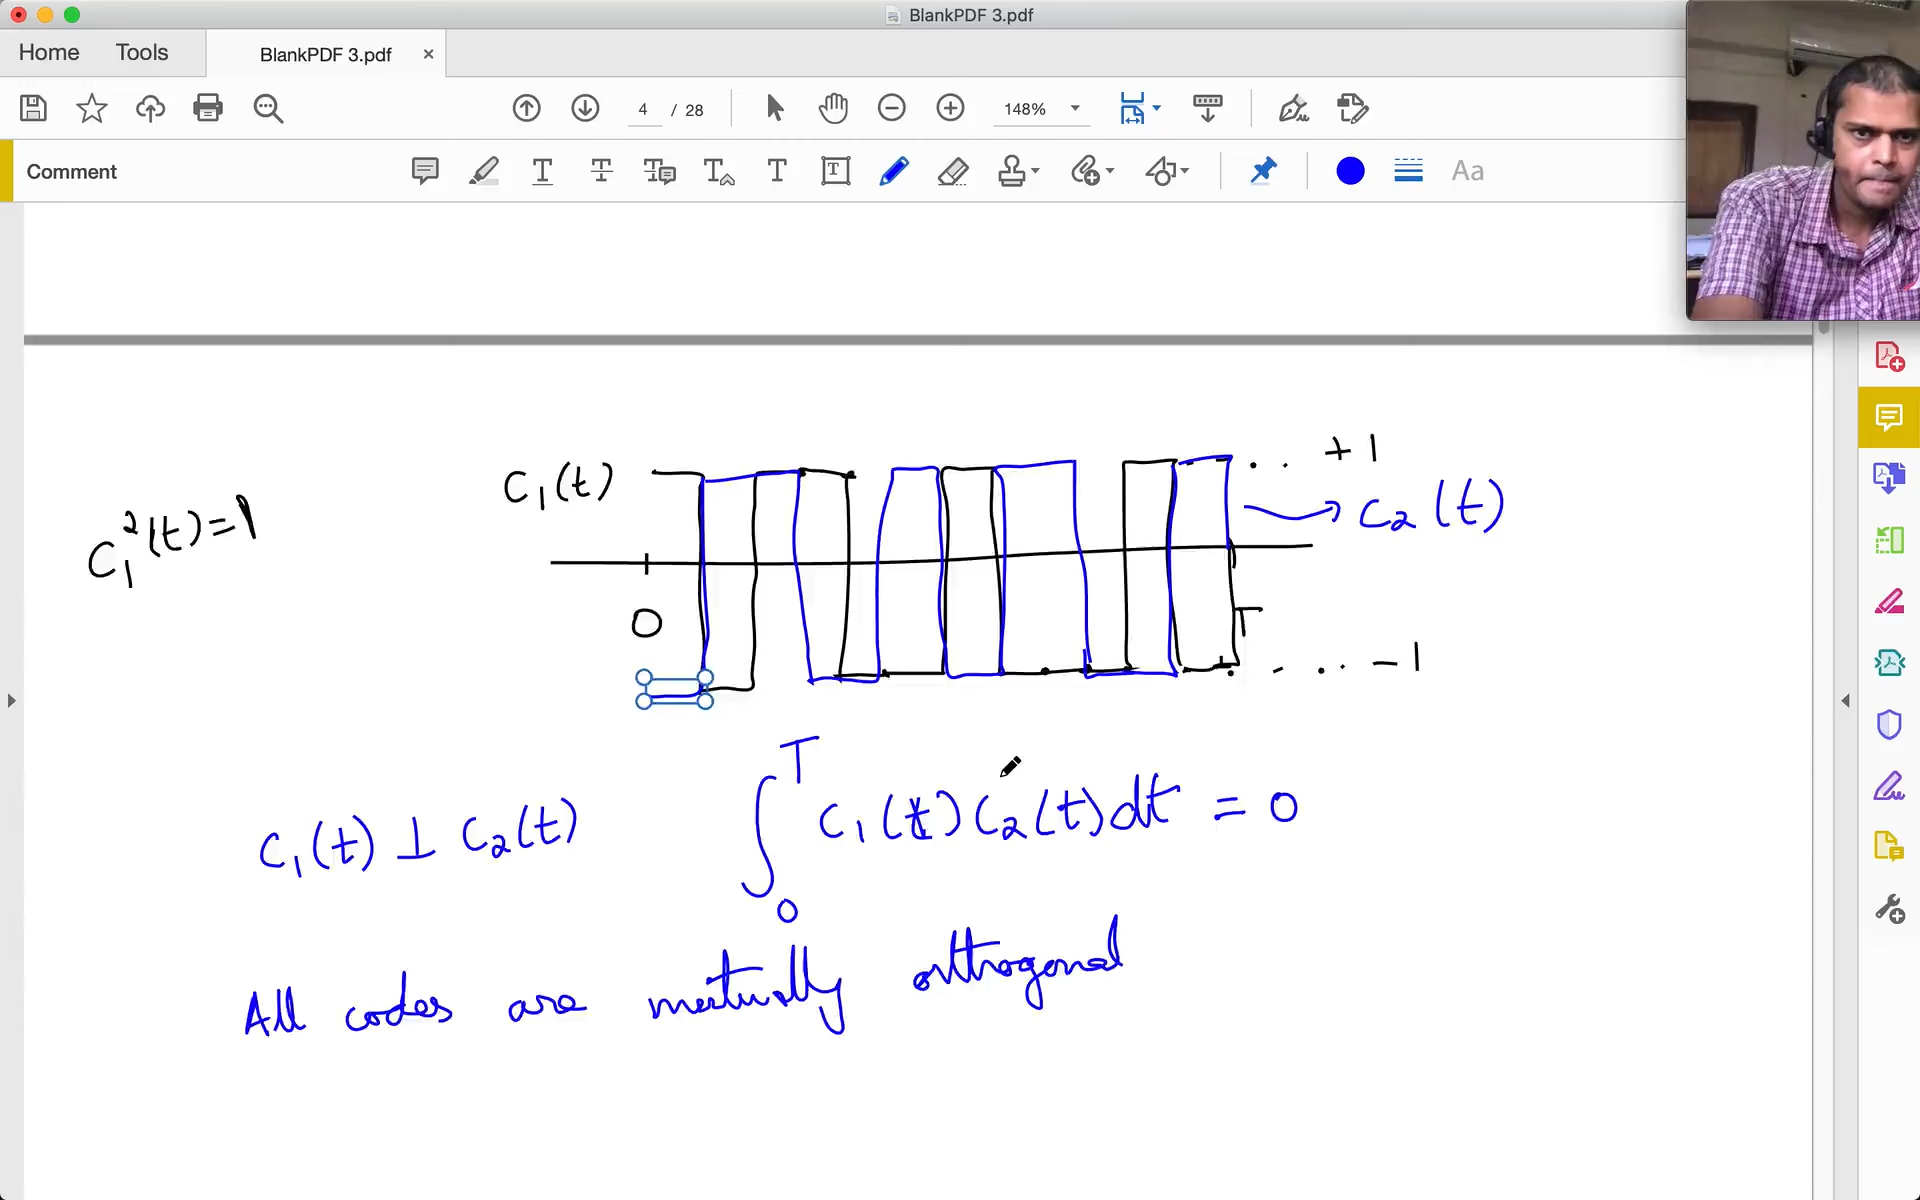 BlankPDF 3.pdf
Home Tools BlankPDF 3.pdf ×
4 / 28 148%
Comment Aa
+1
C₁(t)
C₂(t)
C₁²(t)=1
0 T
-1
C₁(t) ⊥ C₂(t) ∫₀ᵀ C₁(t) C₂(t) dt = 0
All codes are mutually orthogonal